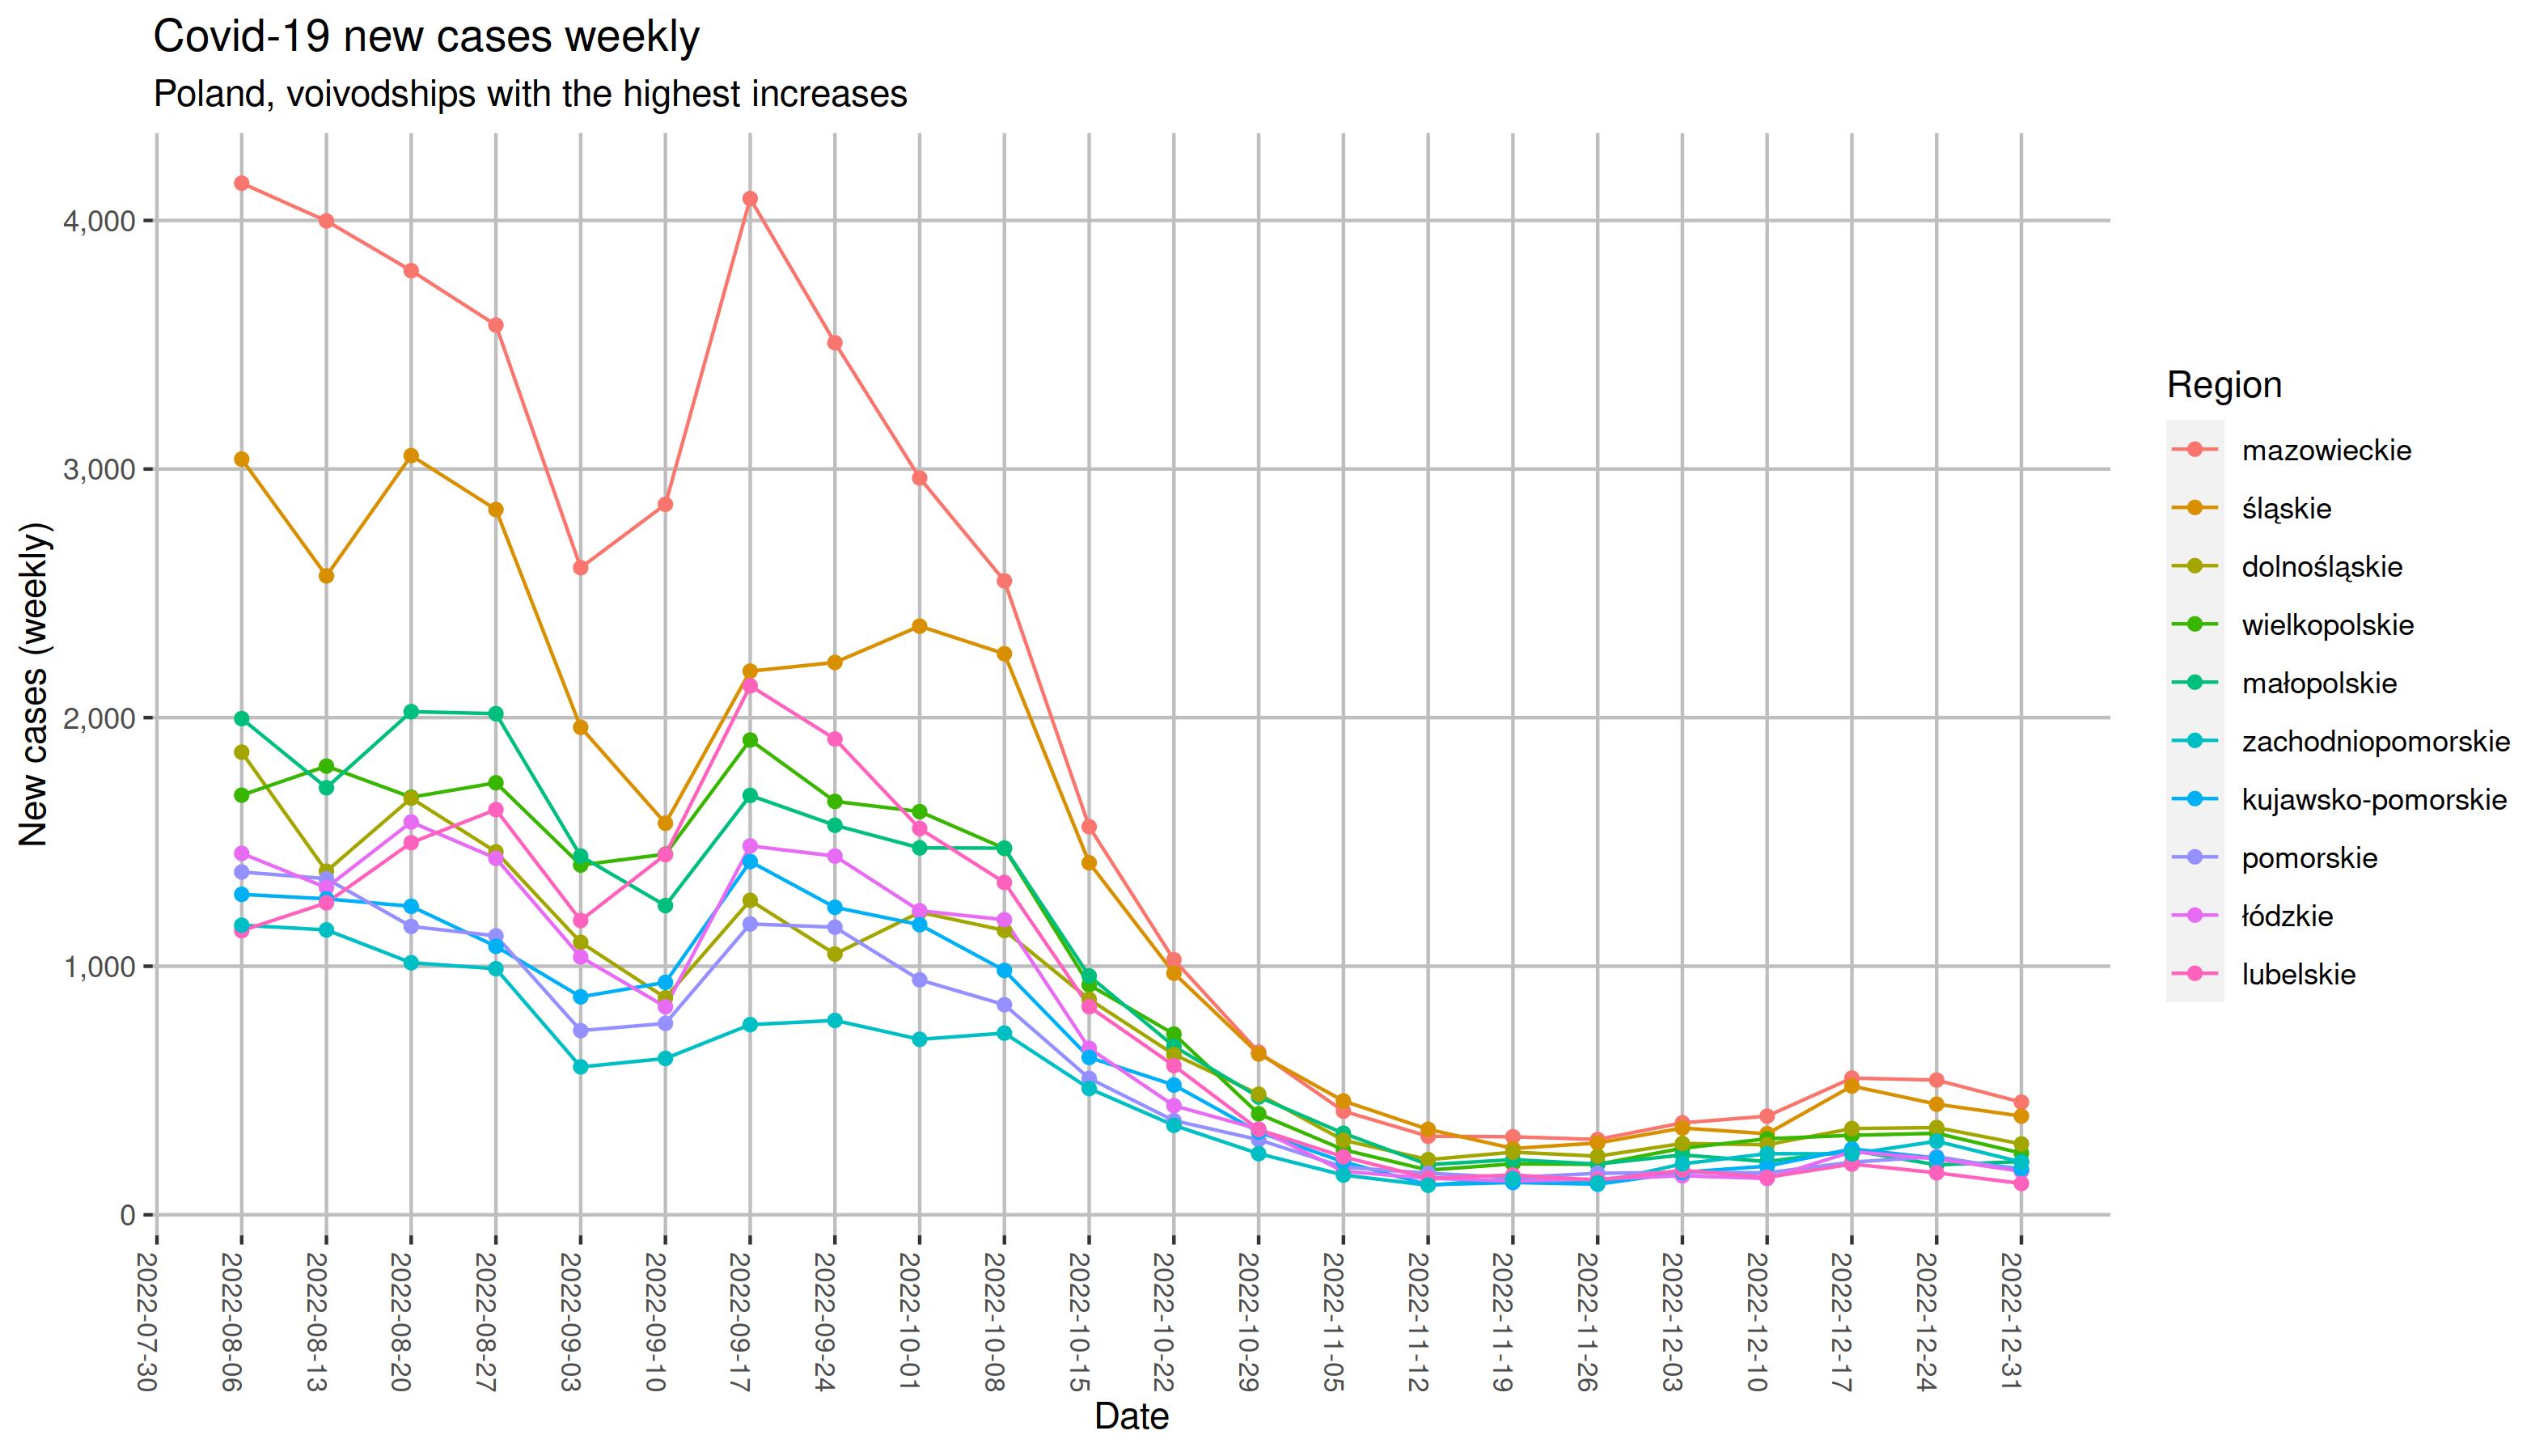 Covid-19 new cases weekly
Poland, voivodships with the highest increases
New cases (weekly)
4,000
3,000
2,000
1,000
0
2022-07-30
2022-08-06
2022-08-13
2022-08-20
2022-08-27
2022-09-03
2022-09-10
2022-09-17
2022-09-24
2022-10-01
2022-10-08
2022-10-15
2022-10-22
2022-10-29
2022-11-05
2022-11-12
2022-11-19
2022-11-26
2022-12-03
2022-12-10
2022-12-17
2022-12-24
2022-12-31
Date
Region
mazowieckie
śląskie
dolnośląskie
wielkopolskie
małopolskie
zachodniopomorskie
kujawsko-pomorskie
pomorskie
łódzkie
lubelskie